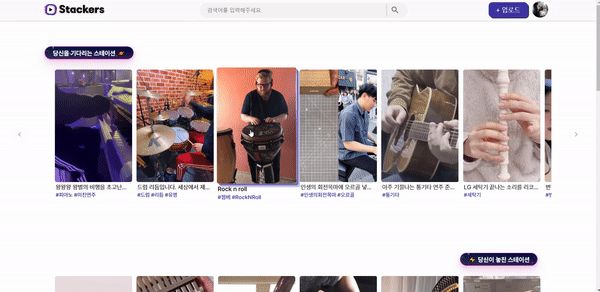 Stackers
검색어를 입력해주세요
+ 업로드
당신을 기다리는 스테이션
왕왕왕 왕벌의 비행을 초고난...
#피아노 #미친연주
드럼 리듬입니다. 세상에서 제...
#드럼 #리듬 #유명
Rock n roll
#젬베 #RocknRoll
인생의 회전목마에 오르골 넣...
#인생의회전목마 #오르골
아주 기깔나는 통기타 연주 준...
#통기타
LG 세탁기 끝나는 소리를 리코...
#세탁기
당신이 놓친 스테이션